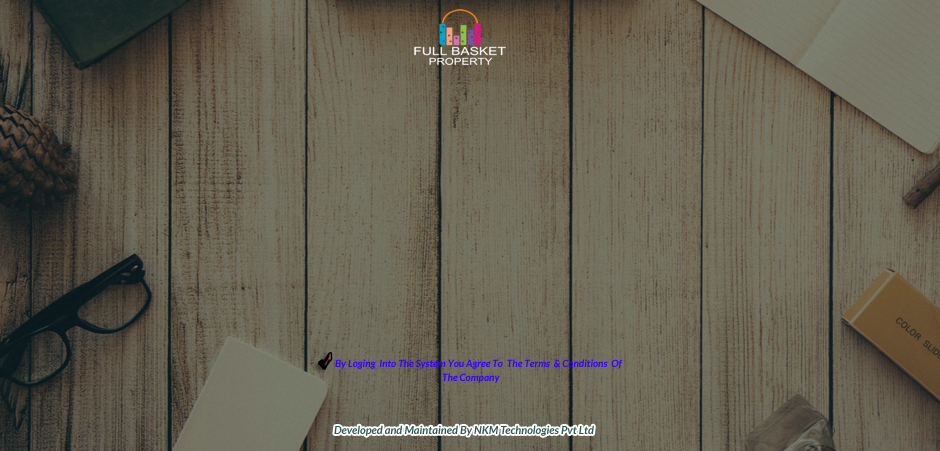 FULL BASKET
PROPERTY
By Loging Into The System You Agree To The Terms & Conditions Of
The Company
Developed and Maintained By NKM Technologies Pvt Ltd
COLOR SLID